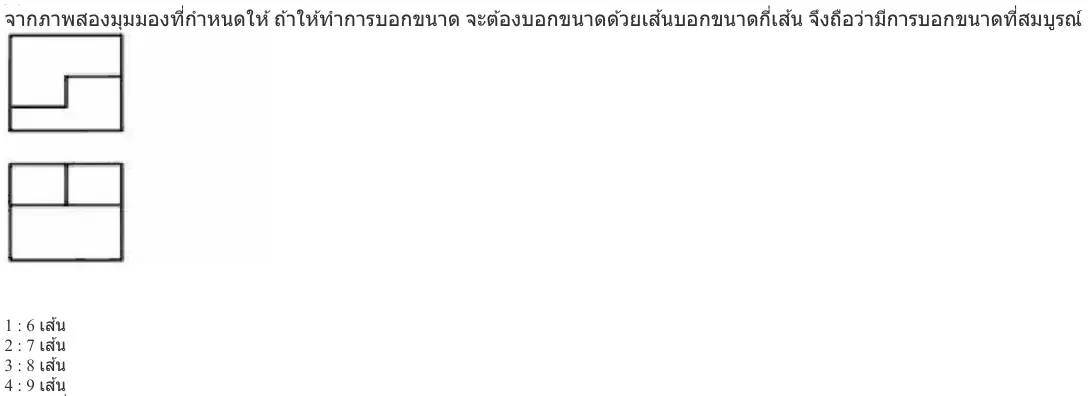 จากภาพสองมุมมองที่กำหนดให้ ถ้าให้ทำการบอกขนาด จะต้องบอกขนาดด้วยเส้นบอกขนาดกี่เส้น จึงถือว่ามีการบอกขนาดที่สมบูรณ์
1 : 6 เส้น
2 : 7 เส้น
3 : 8 เส้น
4 : 9 เส้น